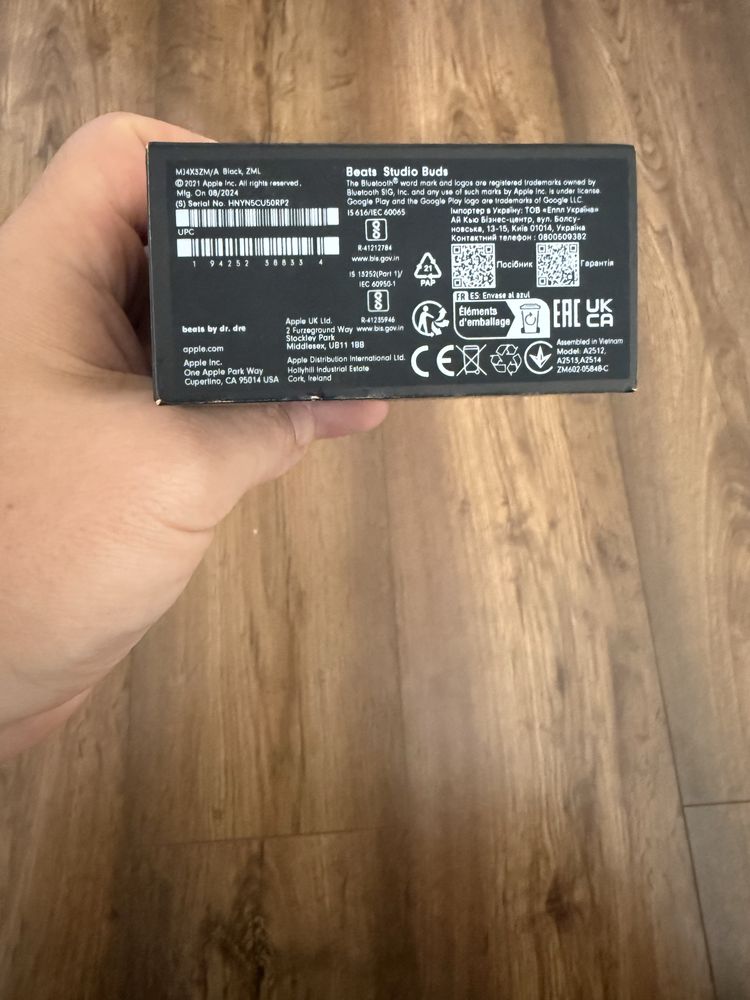 MJ4X3ZM/A Black, ZML
© 2021 Apple Inc. All rights reserved.
Mfg. On 08/2024
(S) Serial No. HNYN5CU50RP2
UPC
1 94252 38833 4
beats by dr. dre
apple.com
Apple Inc.
One Apple Park Way
Cupertino, CA 95014 USA
Apple UK Ltd.
2 Furzeground Way
Stockley Park
Middlesex, UB11 1BB
Apple Distribution International Ltd.
Hollyhill Industrial Estate
Cork, Ireland
Beats Studio Buds
The Bluetooth® word mark and logos are registered trademarks owned by
Bluetooth SIG, Inc. and any use of such marks by Apple is under license.
Google Play and the Google Play logo are trademarks of Google LLC.
IS 616/IEC 60065
R-41212784
www.bis.gov.in
IS 13252(Part 1)/
IEC 60950-1
R-41235946
www.bis.gov.in
Імпортер в Україну: ТОВ «Еппл Україна»
Ай Кью Бізнес-центр, вул. Болсу-
новська, 13-15, Київ 01014, Україна
Контактний телефон : 0800609382
21
PAP
Посібник
Гарантія
FR ES: Envase al azul
Éléments
d'emballage
EAC
UK
CA
CE
Assembled in Vietnam
Model: A2512,
A2513,A2514
ZM602-05848-C